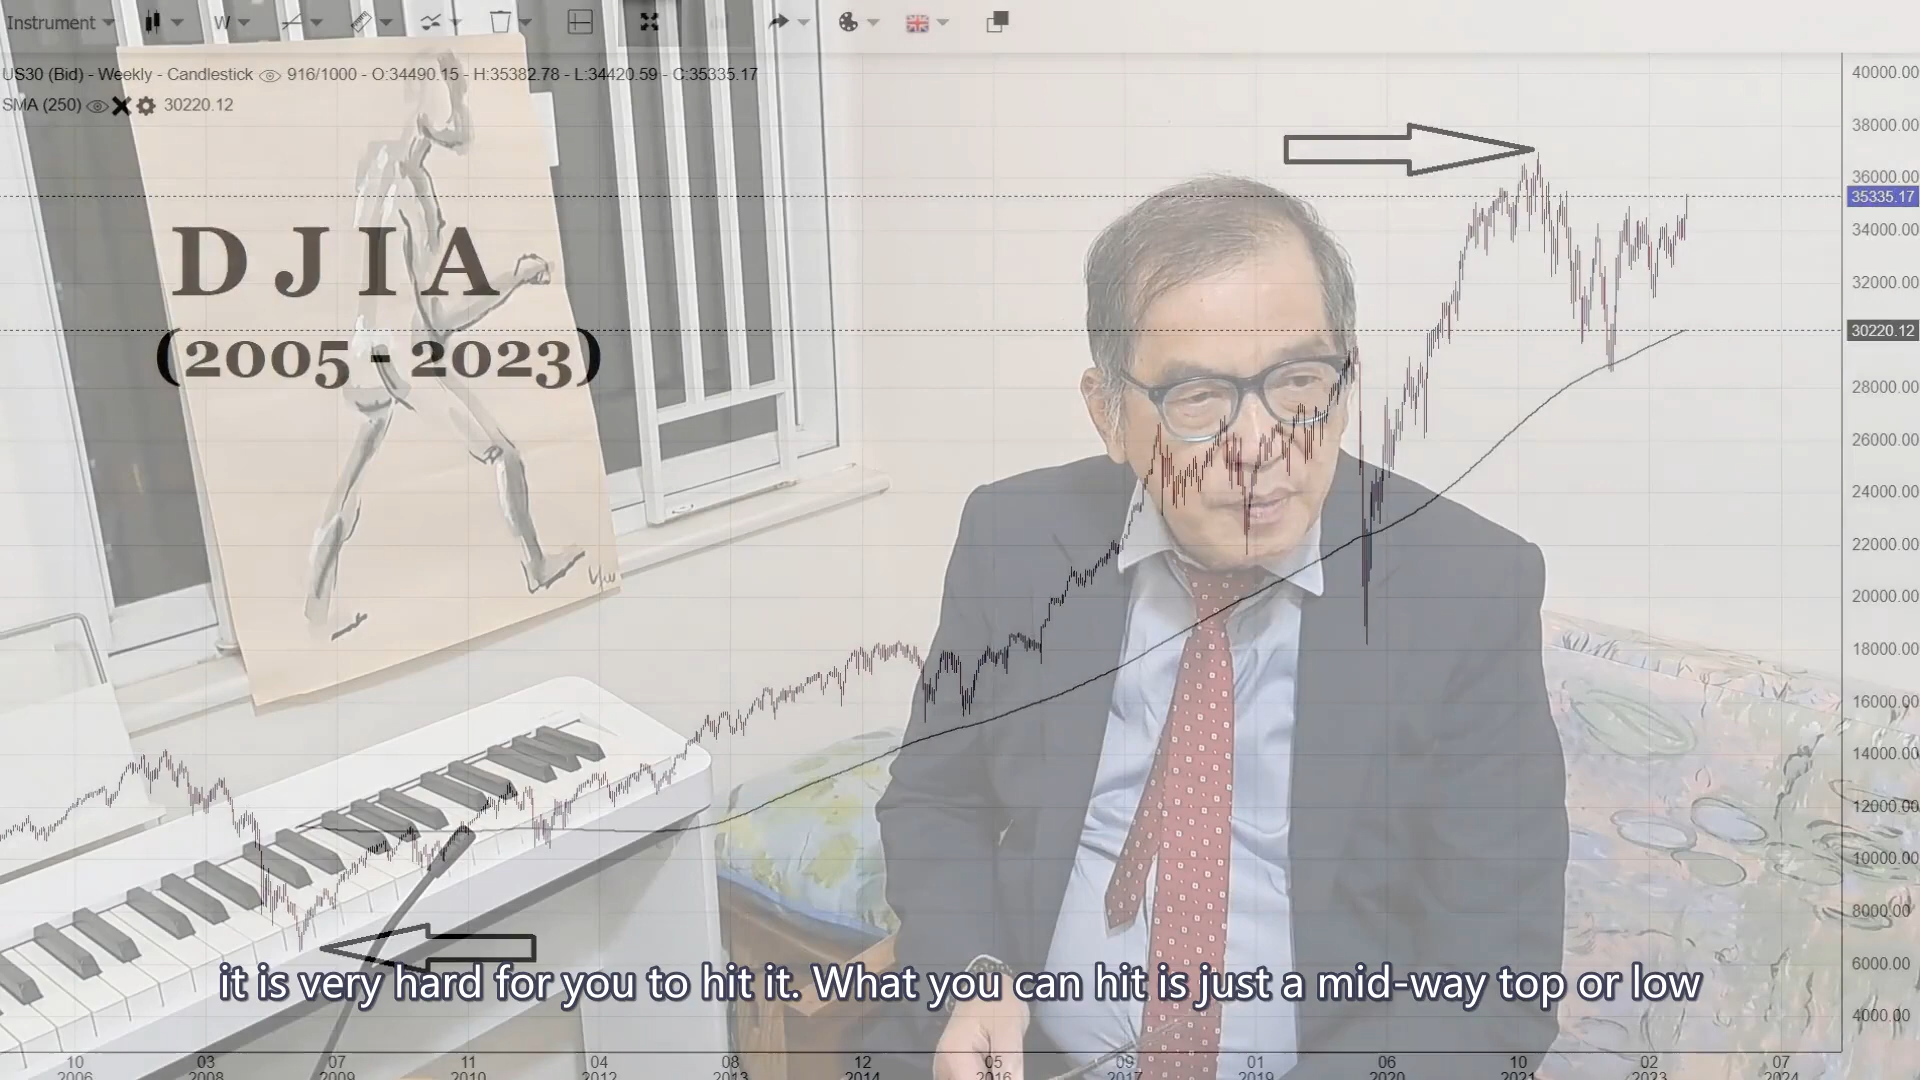 Instrument W
US30 (Bid) - Weekly - Candlestick 916/1000 - O:34490.15 - H:35382.78 - L:34420.59 - C:35335.17
SMA (250) 30220.12
DJIA
(2005 - 2023)
40000.00
38000.00
36000.00
35335.17
34000.00
32000.00
30220.12
28000.00
26000.00
24000.00
22000.00
20000.00
18000.00
16000.00
14000.00
12000.00
10000.00
8000.00
6000.00
4000.00
it is very hard for you to hit it. What you can hit is just a mid-way top or low
10 03 07 11 04 08 12 05 09 01 06 10 02 07
2006 2008 2009 2010 2012 2013 2014 2016 2017 2019 2020 2021 2023 2024